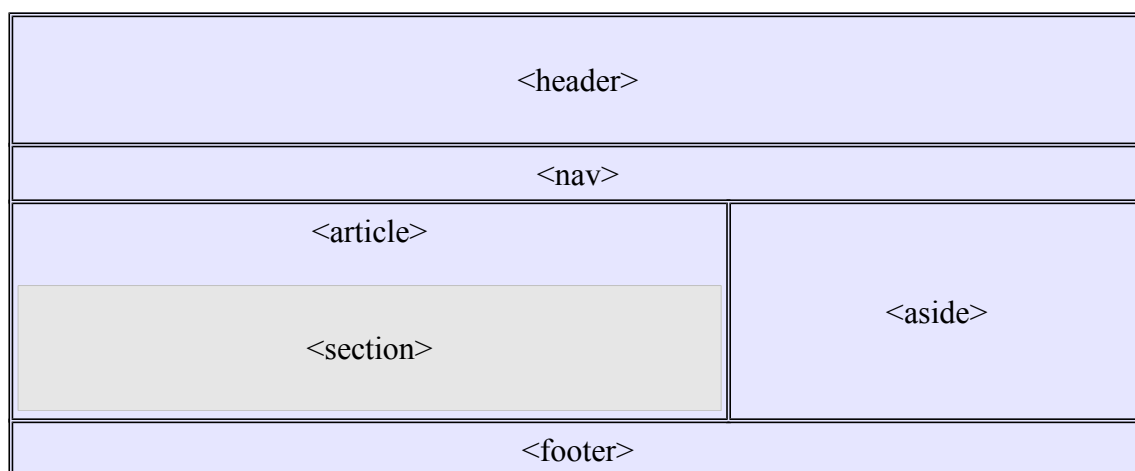 <header>
<nav>
<article>
<aside>
<section>
<footer>